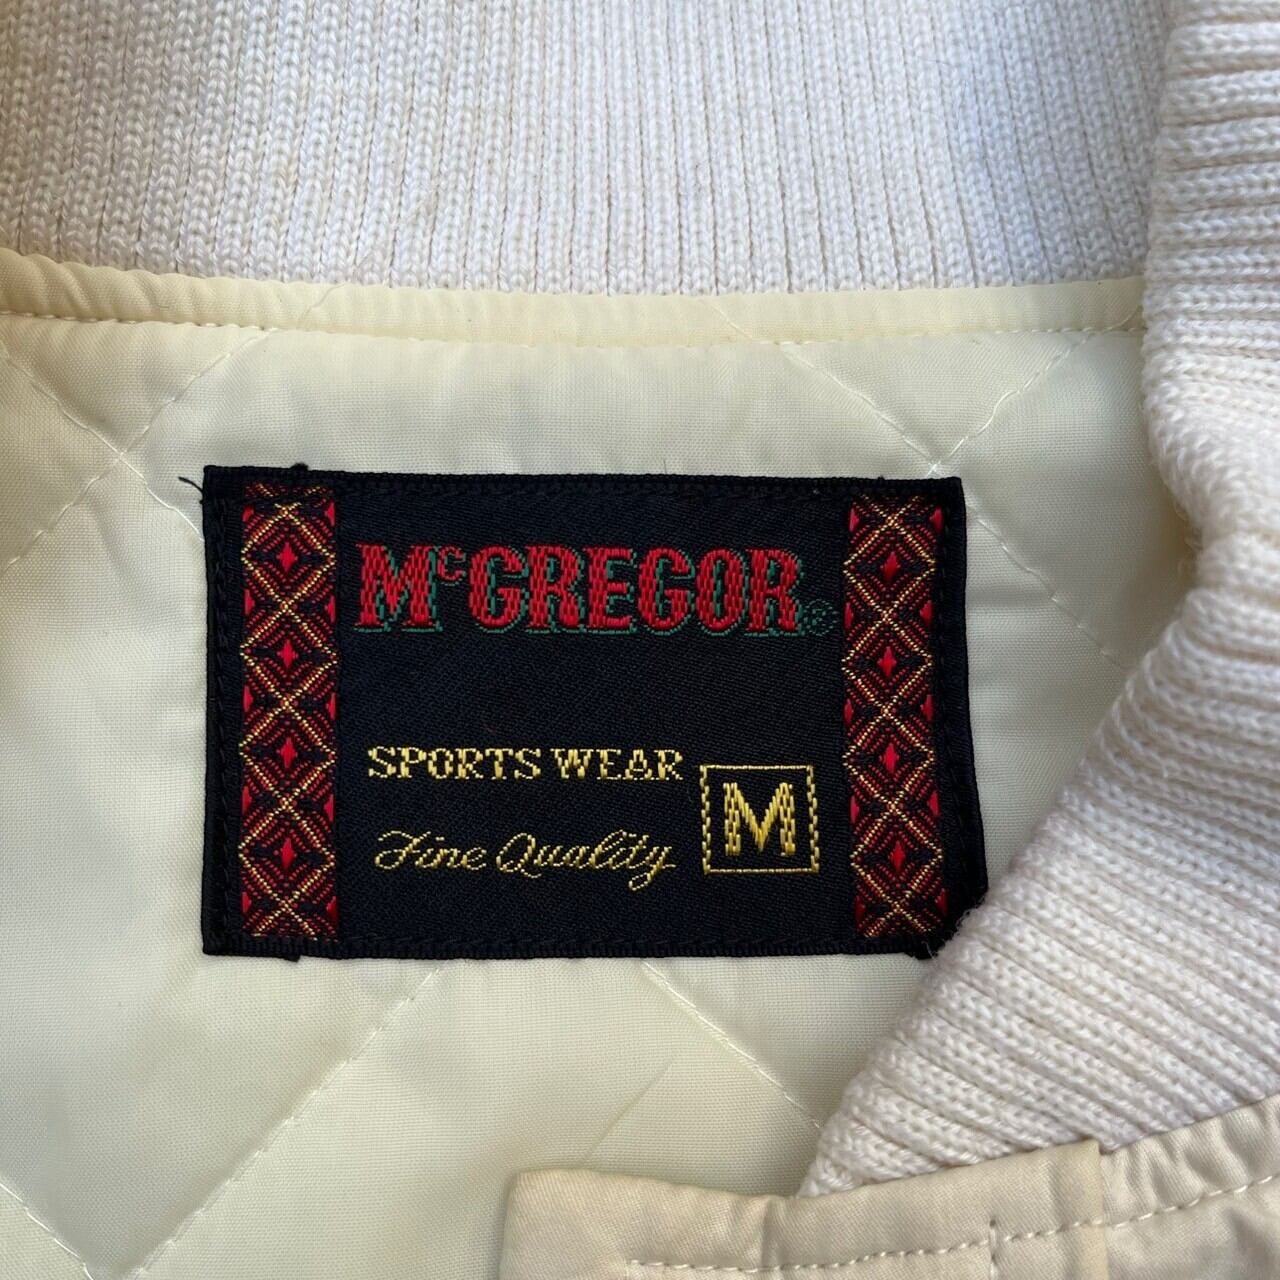 McGREGOR®
SPORTS WEAR
Fine Quality
M